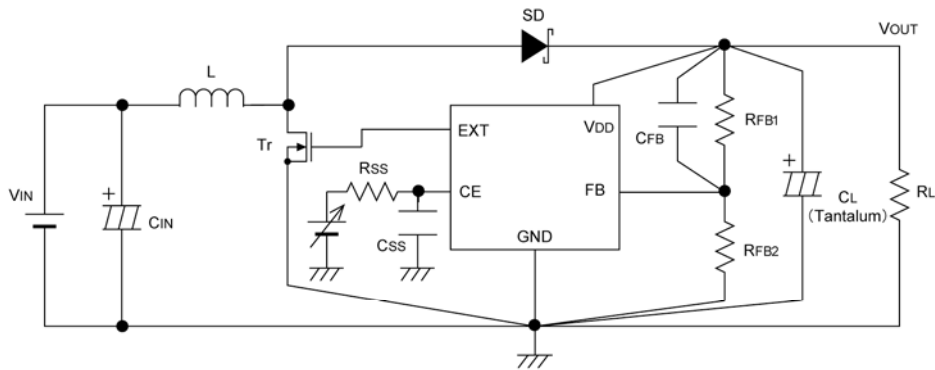 SD
VOUT
L
EXT
VDD
CFB
RFB1
Tr
RSS
VIN
+
CIN
CE
FB
+
CL
(Tantalum)
RL
CSS
GND
RFB2